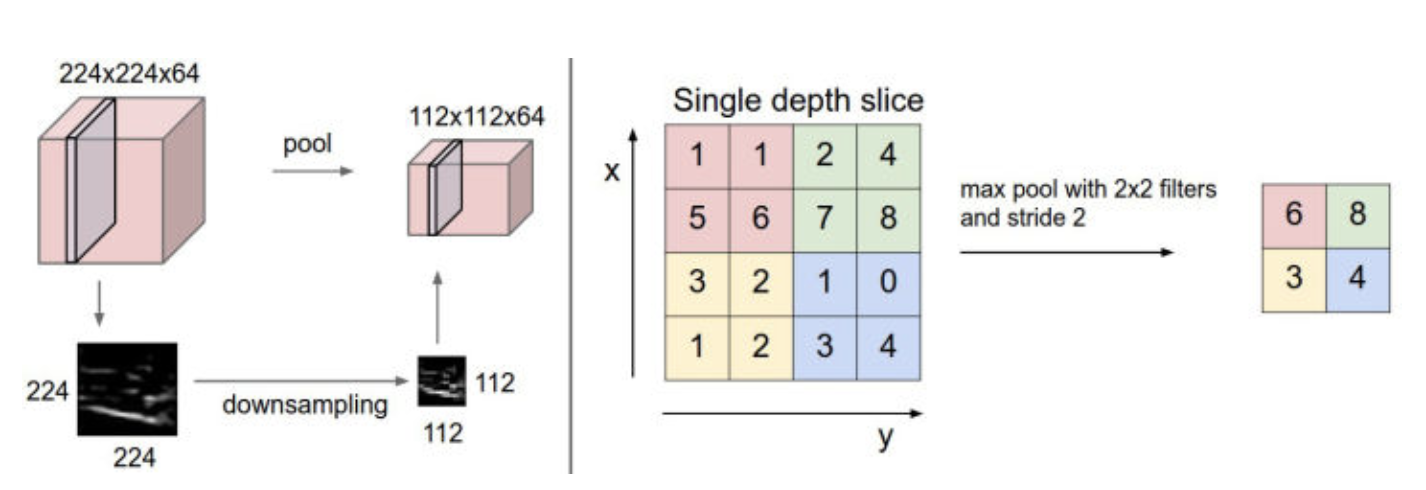 224x224x64
pool
112x112x64
224
224
downsampling
112
112
Single depth slice
x
1 1 2 4
5 6 7 8
3 2 1 0
1 2 3 4
y
max pool with 2x2 filters
and stride 2
6 8
3 4